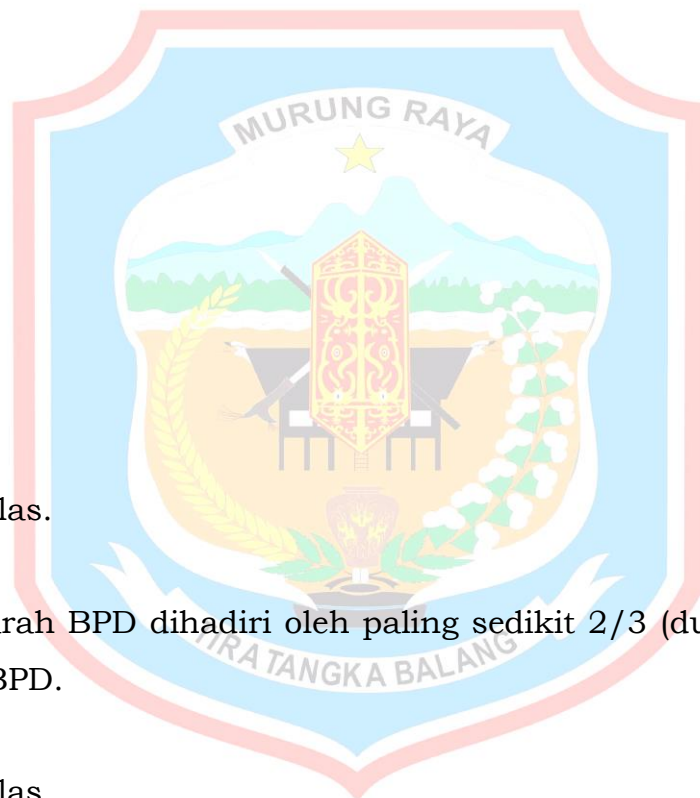 MURUNG RAYA
las.
rah BPD dihadiri oleh paling sedikit 2/3 (du
TIRA TANGKA BALANG
BPD.
las